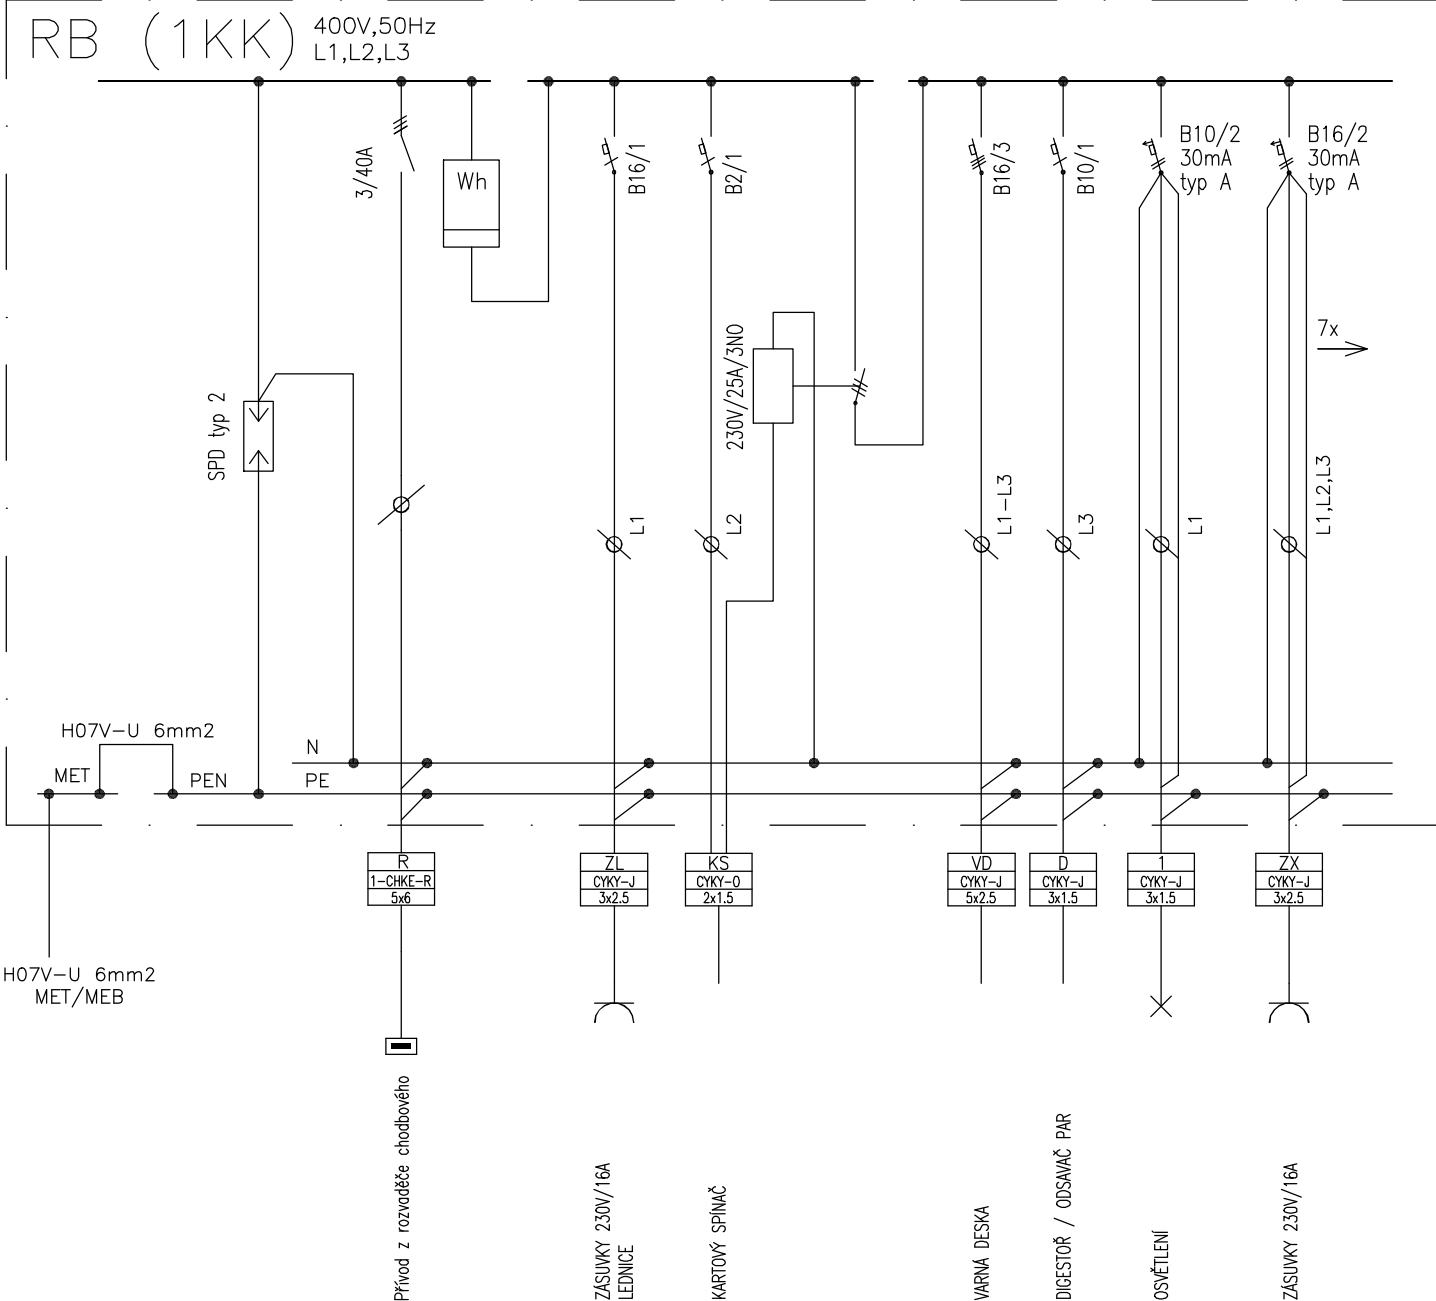 RB (1KK)
400V,50Hz
L1,L2,L3
3/40A
Wh
B16/1
B2/1
B16/3
B10/1
B10/2
30mA
typ A
B16/2
30mA
typ A
7x
SPD typ 2
230V/25A/3NO
L1
L2
L1-L3
L3
L1
L1,L2,L3
H07V-U 6mm2
MET
PEN
N
PE
R
1-CHKE-R
5x6
ZL
CYKY-J
3x2.5
KS
CYKY-O
2x1.5
VD
CYKY-J
5x2.5
D
CYKY-J
3x1.5
1
CYKY-J
3x1.5
ZX
CYKY-J
3x2.5
H07V-U 6mm2
MET/MEB
Přívod z rozvaděče chodbového
ZÁSUVKY 230V/16A
LEDNICE
KARTOVÝ SPÍNAČ
VARNÁ DESKA
DIGESTOŘ / ODSAVAČ PAR
OSVĚTLENÍ
ZÁSUVKY 230V/16A